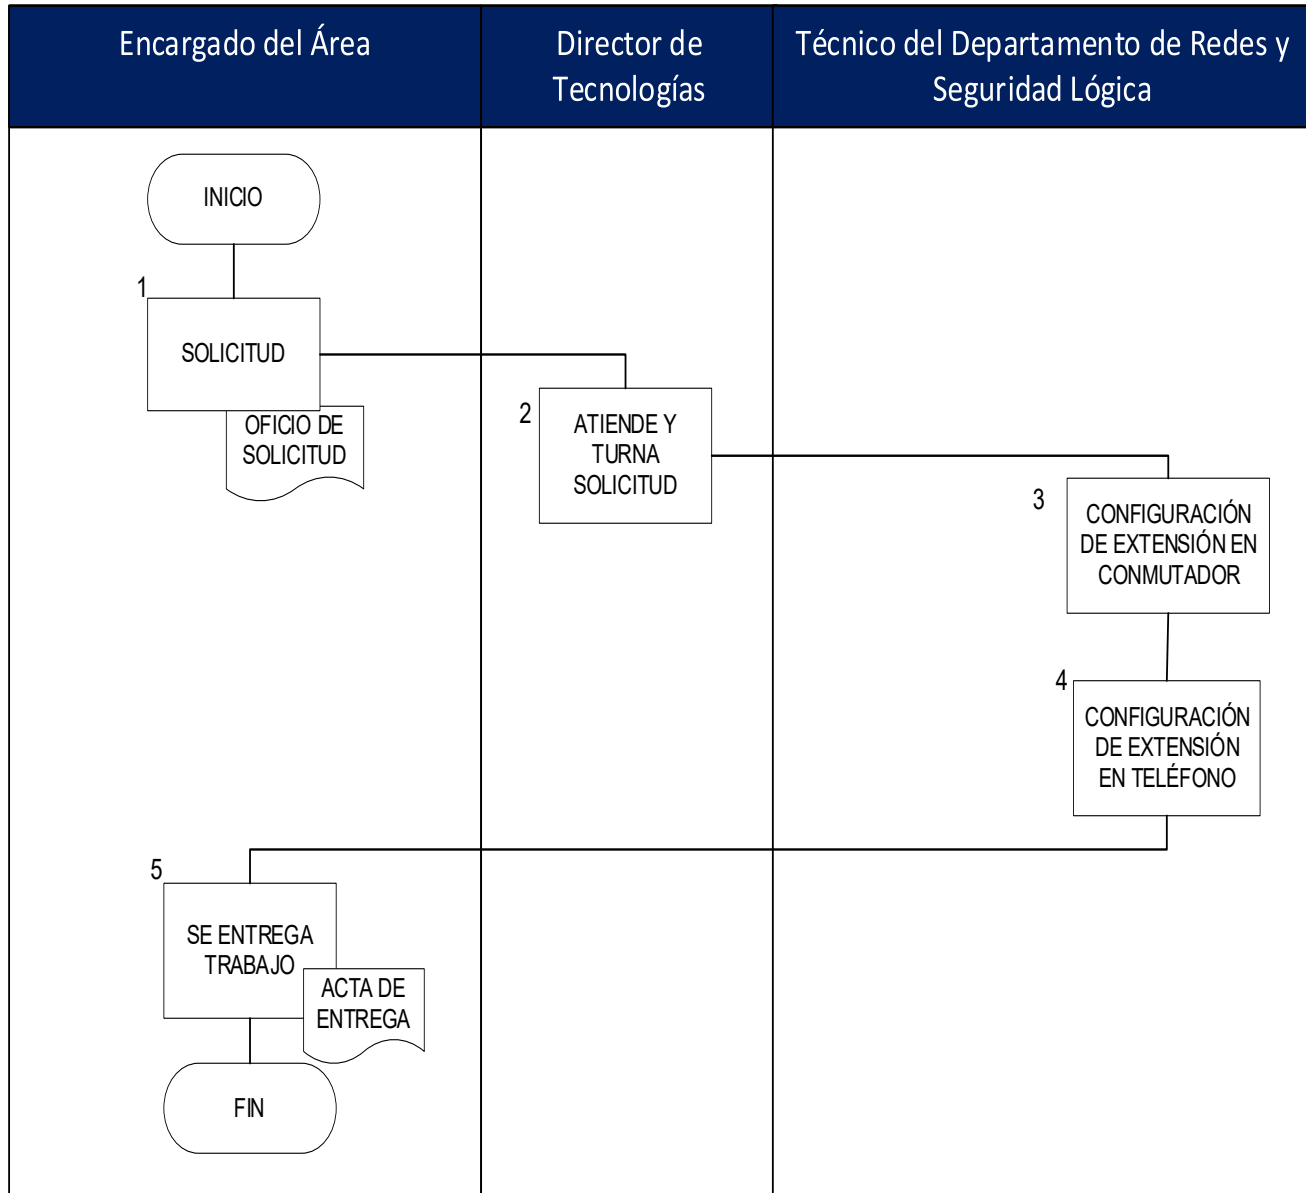 Encargado del Área
Director de
Tecnologías
Técnico del Departamento de Redes y
Seguridad Lógica
INICIO
1
SOLICITUD
OFICIO DE
SOLICITUD
2
ATIENDE Y
TURNA
SOLICITUD
3
CONFIGURACIÓN
DE EXTENSIÓN EN
CONMUTADOR
4
CONFIGURACIÓN
DE EXTENSIÓN
EN TELÉFONO
5
SE ENTREGA
TRABAJO
ACTA DE
ENTREGA
FIN